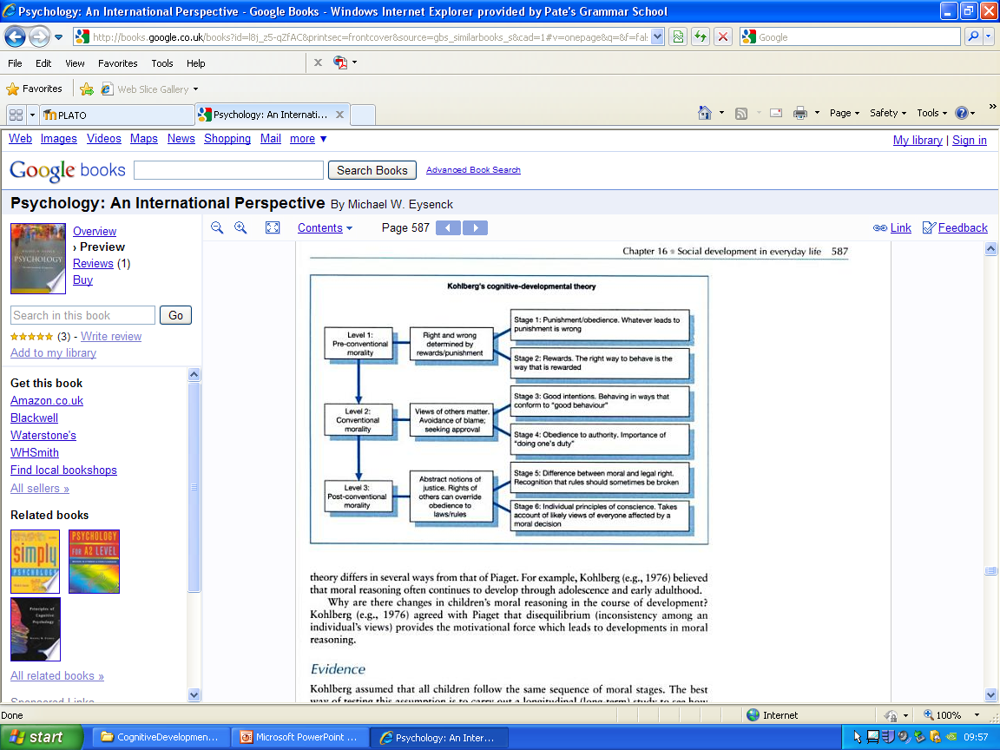 Psychology: An International Perspective - Google Books - Windows Internet Explorer provided by Pate's Grammar School
http://books.google.co.uk/books?id=l8j_z5-qZfAC&printsec=frontcover&source=gbs_similarbooks_s&cad=1#v=onepage&q=&f=fal
Google
File Edit View Favorites Tools Help
Favorites Web Slice Gallery
PLATO
Psychology: An Internati...
Page Safety Tools
Web Images Videos Maps News Shopping Mail more ▼
My library | Sign in
Google books
Search Books
Advanced Book Search
Psychology: An International Perspective By Michael W. Eysenck
Overview
› Preview
Reviews (1)
Buy
Search in this book
Go
(3) - Write review
Add to my library
Get this book
Amazon.co.uk
Blackwell
Waterstone's
WHSmith
Find local bookshops
All sellers »
Related books
simply
PSYCHOLOGY
PSYCHOLOGY
FOR A2 LEVEL
Principles of
Cognitive
Psychology
All related books »
Sponsored Links
Contents
Page 587
Link
Feedback
PSYCHOLOGY
Chapter 16 • Social development in everyday life 587
Kohlberg's cognitive-developmental theory
Level 1:
Pre-conventional
morality
Right and wrong
determined by
rewards/punishment
Stage 1: Punishment/obedience. Whatever leads to
punishment is wrong
Stage 2: Rewards. The right way to behave is the
way that is rewarded
Level 2:
Conventional
morality
Views of others matter.
Avoidance of blame;
seeking approval
Stage 3: Good intentions. Behaving in ways that
conform to "good behaviour"
Stage 4: Obedience to authority. Importance of
"doing one's duty"
Level 3:
Post-conventional
morality
Abstract notions of
justice. Rights of
others can override
obedience to
laws/rules
Stage 5: Difference between moral and legal right.
Recognition that rules should sometimes be broken
Stage 6: Individual principles of conscience. Takes
account of likely views of everyone affected by a
moral decision
theory differs in several ways from that of Piaget. For example, Kohlberg (e.g., 1976) believed
that moral reasoning often continues to develop through adolescence and early adulthood.
Why are there changes in children's moral reasoning in the course of development?
Kohlberg (e.g., 1976) agreed with Piaget that disequilibrium (inconsistency among an
individual's views) provides the motivational force which leads to developments in moral
reasoning.
Evidence
Kohlberg assumed that all children follow the same sequence of moral stages. The best
way of testing this assumption is to carry out a longitudinal (long-term) study to see how
Done
Internet
100%
start
CognitiveDevelopmen...
Microsoft PowerPoint ...
Psychology: An Inter...
09:57